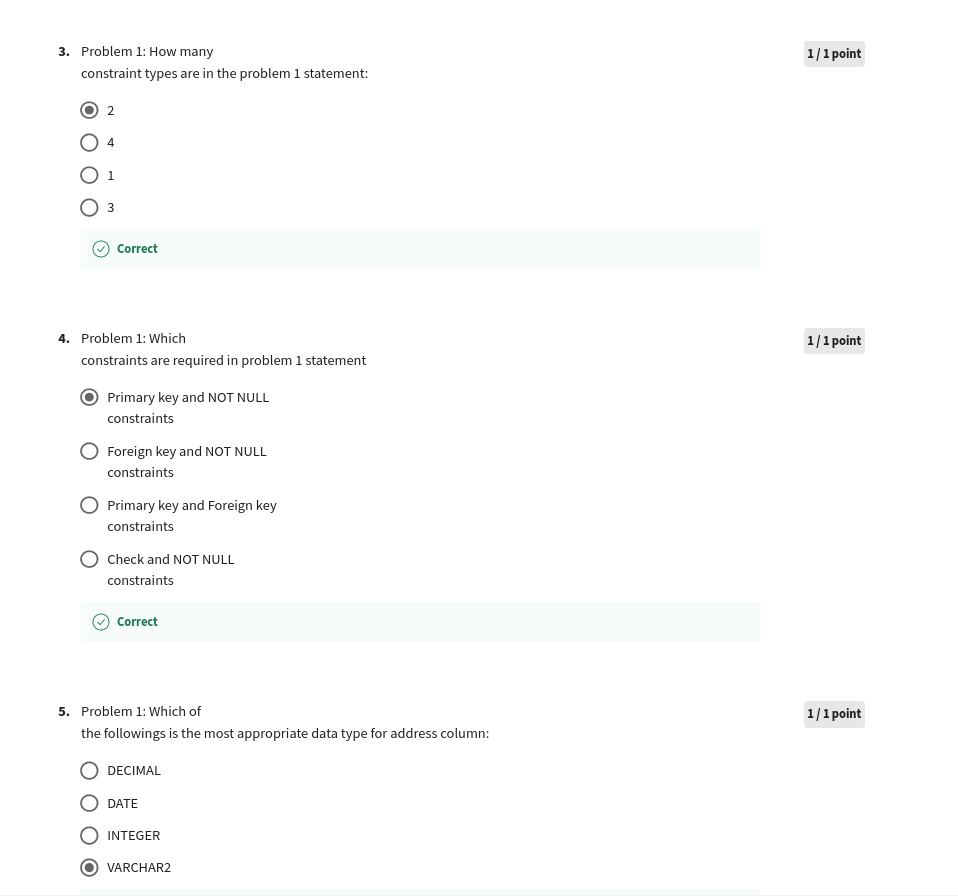 3. Problem 1: How many
1 / 1 point
constraint types are in the problem 1 statement:
2
4
1
3
Correct
4. Problem 1: Which
1 / 1 point
constraints are required in problem 1 statement
Primary key and NOT NULL
constraints
Foreign key and NOT NULL
constraints
Primary key and Foreign key
constraints
Check and NOT NULL
constraints
Correct
5. Problem 1: Which of
1 / 1 point
the followings is the most appropriate data type for address column:
DECIMAL
DATE
INTEGER
VARCHAR2